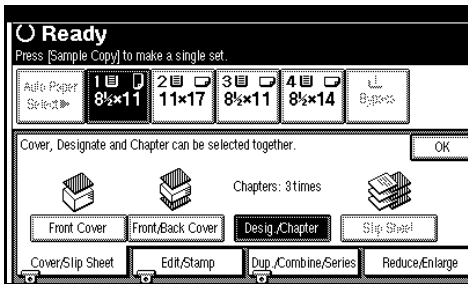 Ready
Press [Sample Copy] to make a single set.
Auto Paper Select
1 8½×11
2 11×17
3 8½×11
4 8½×14
Bypass
Cover, Designate and Chapter can be selected together.
OK
Chapters: 3times
Front Cover
Front/Back Cover
Desig./Chapter
Slip Sheet
Cover/Slip Sheet
Edit/Stamp
Dup./Combine/Series
Reduce/Enlarge